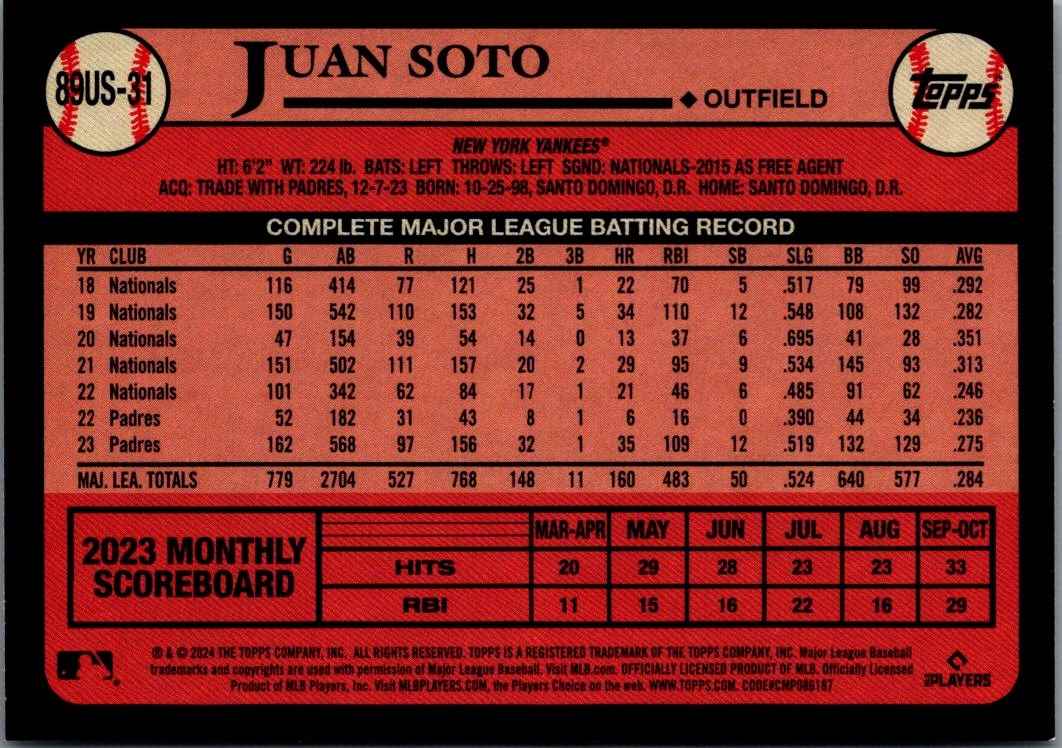 89US-31
JUAN SOTO
OUTFIELD
Topps
NEW YORK YANKEES®
HT: 6'2" WT: 224 lb. BATS: LEFT THROWS: LEFT SGND: NATIONALS-2015 AS FREE AGENT
ACQ: TRADE WITH PADRES, 12-7-23 BORN: 10-25-98, SANTO DOMINGO, D.R. HOME: SANTO DOMINGO, D.R.
COMPLETE MAJOR LEAGUE BATTING RECORD
YR CLUB G AB R H 2B 3B HR RBI SB SLG BB SO AVG
18 Nationals 116 414 77 121 25 1 22 70 5 .517 79 99 .292
19 Nationals 150 542 110 153 32 5 34 110 12 .548 108 132 .282
20 Nationals 47 154 39 54 14 0 13 37 6 .695 41 28 .351
21 Nationals 151 502 111 157 20 2 29 95 9 .534 145 93 .313
22 Nationals 101 342 62 84 17 1 21 46 6 .485 91 62 .246
22 Padres 52 182 31 43 8 1 6 16 0 .390 44 34 .236
23 Padres 162 568 97 156 32 1 35 109 12 .519 132 129 .275
MAJ. LEA. TOTALS 779 2704 527 768 148 11 160 483 50 .524 640 577 .284
2023 MONTHLY
SCOREBOARD
MAR-APR MAY JUN JUL AUG SEP-OCT
HITS 20 29 28 23 23 33
RBI 11 15 16 22 16 29
® & © 2024 THE TOPPS COMPANY, INC. ALL RIGHTS RESERVED. TOPPS IS A REGISTERED TRADEMARK OF THE TOPPS COMPANY, INC. Major League Baseball
trademarks and copyrights are used with permission of Major League Baseball. Visit MLB.com. OFFICIALLY LICENSED PRODUCT OF MLB. Officially Licensed
Product of MLB Players, Inc. Visit MLBPLAYERS.COM, the Players Choice on the web. WWW.TOPPS.COM. CODE#CMP086187
MLB PLAYERS